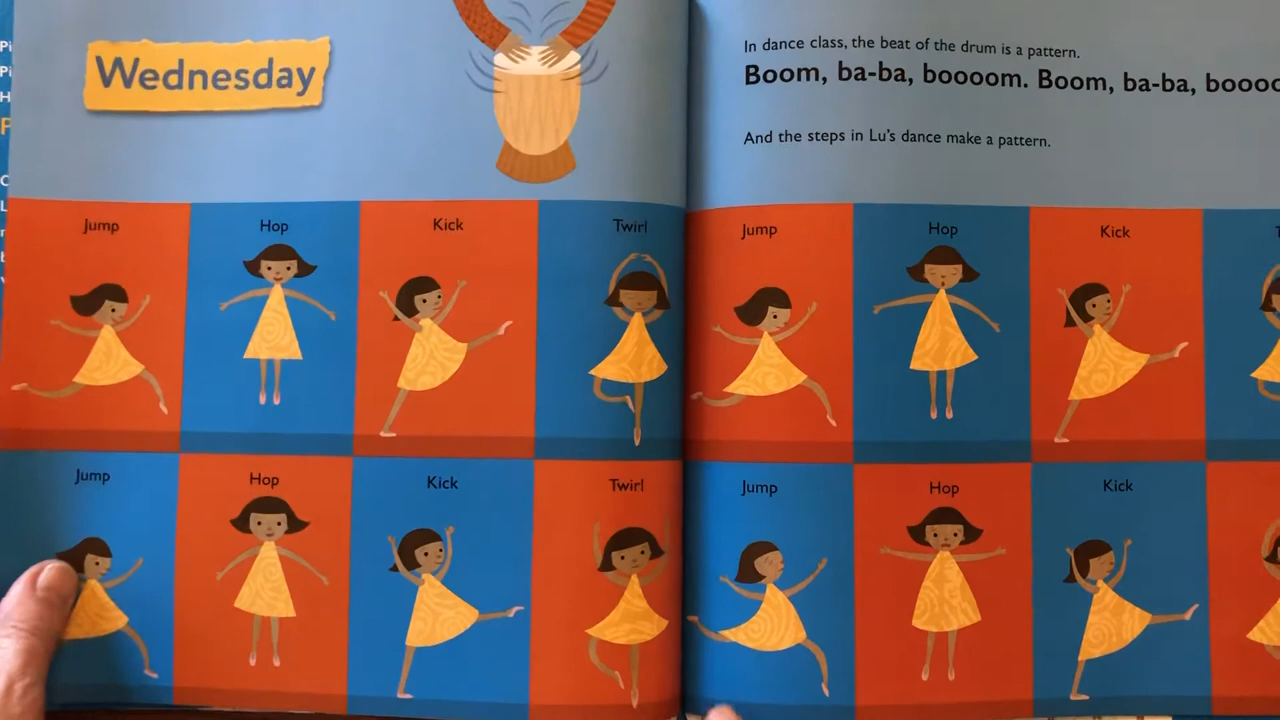 Wednesday
In dance class, the beat of the drum is a pattern.
Boom, ba-ba, boooom. Boom, ba-ba,
And the steps in Lu's dance make a pattern.
Jump Hop Kick Twirl Jump Hop Kick
Jump Hop Kick Twirl Jump Hop Kick